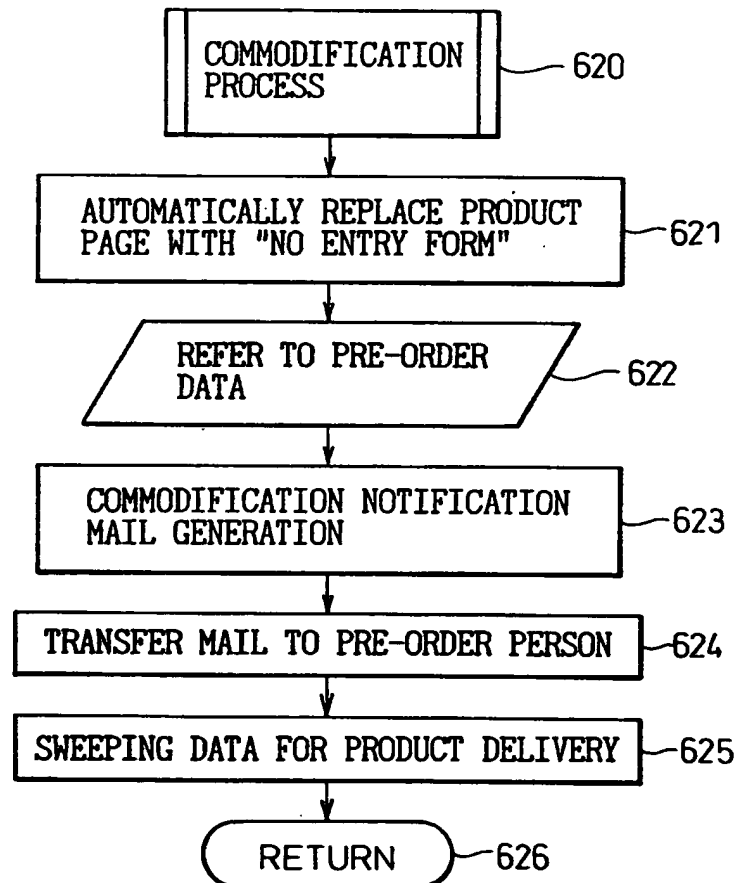 COMMODIFICATION
PROCESS
620
AUTOMATICALLY REPLACE PRODUCT
PAGE WITH "NO ENTRY FORM"
621
REFER TO PRE-ORDER
DATA
622
COMMODIFICATION NOTIFICATION
MAIL GENERATION
623
TRANSFER MAIL TO PRE-ORDER PERSON
624
SWEEPING DATA FOR PRODUCT DELIVERY
625
RETURN
626